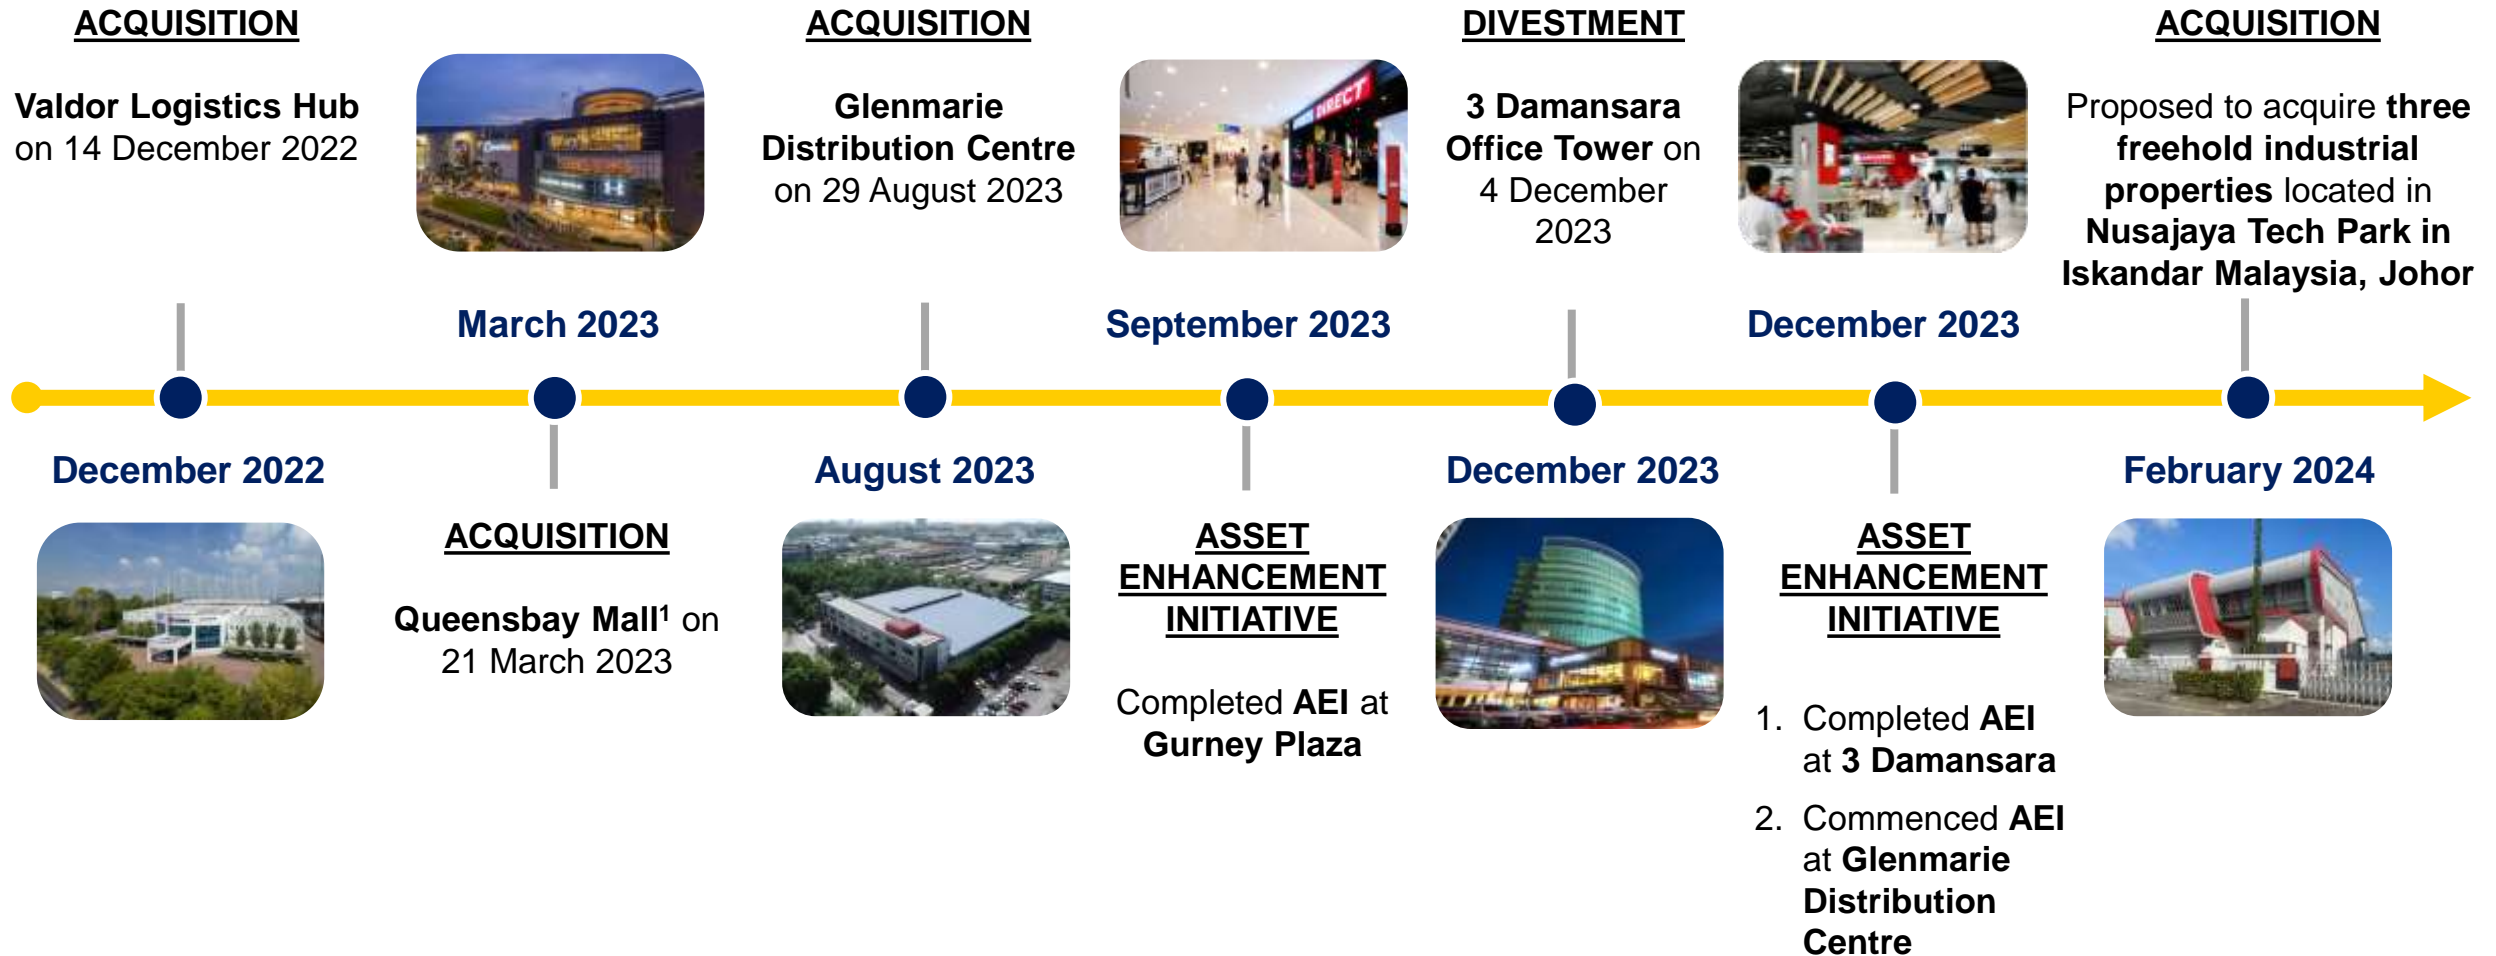 ACQUISITION
Valdor Logistics Hub
on 14 December 2022
December 2022
March 2023
ACQUISITION
Queensbay Mall¹ on
21 March 2023
ACQUISITION
Glenmarie
Distribution Centre
on 29 August 2023
August 2023
DIRECT
September 2023
ASSET
ENHANCEMENT
INITIATIVE
Completed AEI at
Gurney Plaza
DIVESTMENT
3 Damansara
Office Tower on
4 December
2023
December 2023
December 2023
ASSET
ENHANCEMENT
INITIATIVE
1. Completed AEI
at 3 Damansara
2. Commenced AEI
at Glenmarie
Distribution
Centre
ACQUISITION
Proposed to acquire three
freehold industrial
properties located in
Nusajaya Tech Park in
Iskandar Malaysia, Johor
February 2024